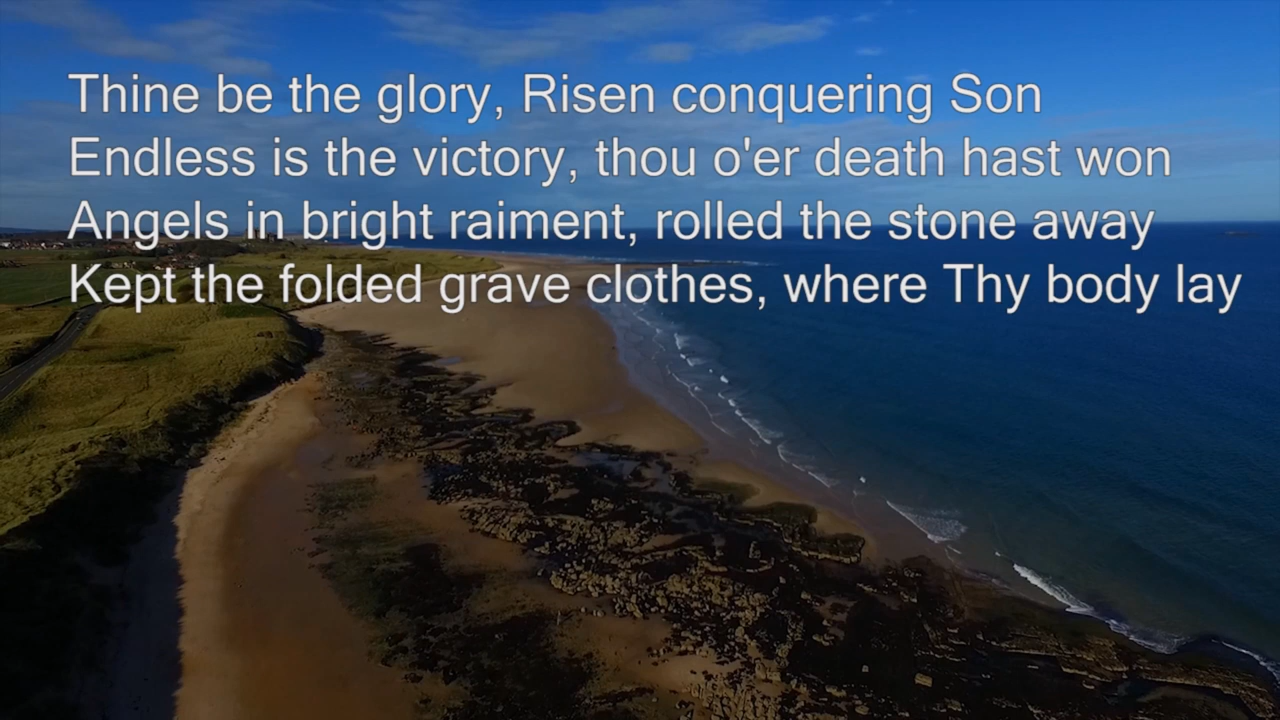 Thine be the glory, Risen conquering Son
Endless is the victory, thou o'er death hast won
Angels in bright raiment, rolled the stone away
Kept the folded grave clothes, where Thy body lay